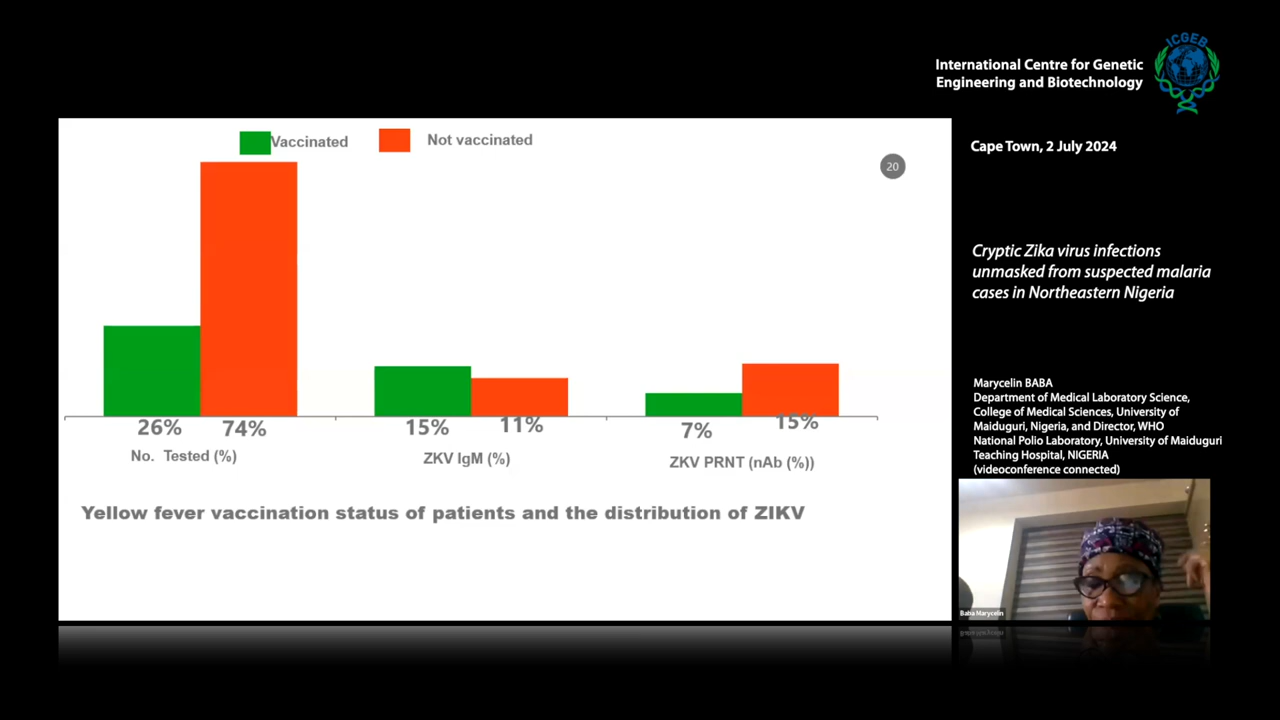 International Centre for Genetic
Engineering and Biotechnology
ICGEB
Cape Town, 2 July 2024
Vaccinated
Not vaccinated
20
26%
74%
15%
11%
7%
15%
No. Tested (%)
ZKV IgM (%)
ZKV PRNT (nAb (%))
Yellow fever vaccination status of patients and the distribution of ZIKV
Cryptic Zika virus infections
unmasked from suspected malaria
cases in Northeastern Nigeria
Marycelin BABA
Department of Medical Laboratory Science,
College of Medical Sciences, University of
Maiduguri, Nigeria, and Director, WHO
National Polio Laboratory, University of Maiduguri
Teaching Hospital, NIGERIA
(videoconference connected)
Baba Marycelin